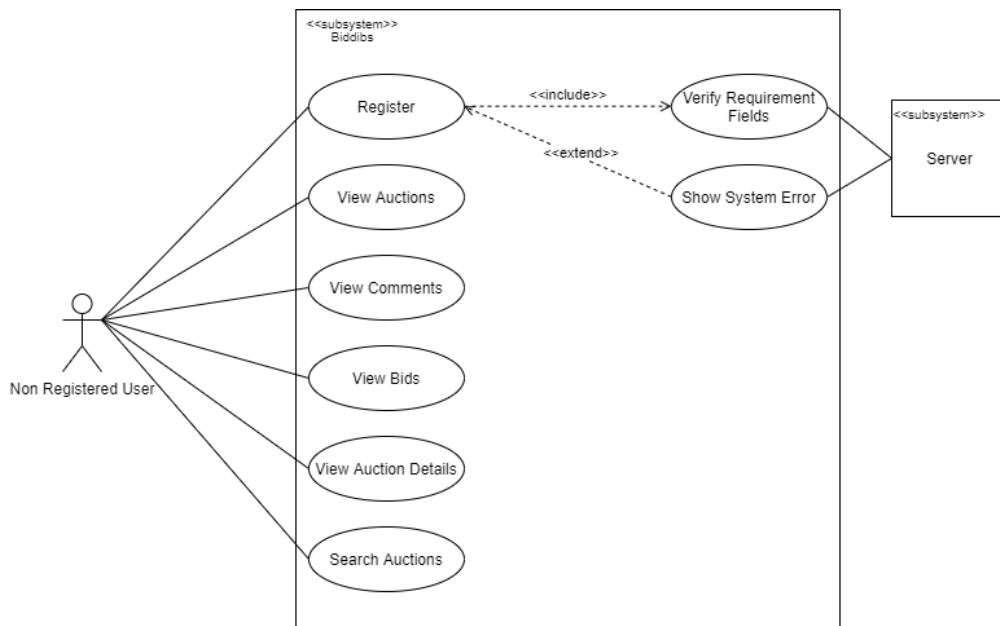 <<subsystem>>
Biddibs
Register
<<include>>
Verify Requirement
Fields
<<subsystem>>
Server
<<extend>>
View Auctions
Show System Error
View Comments
Non Registered User
View Bids
View Auction Details
Search Auctions